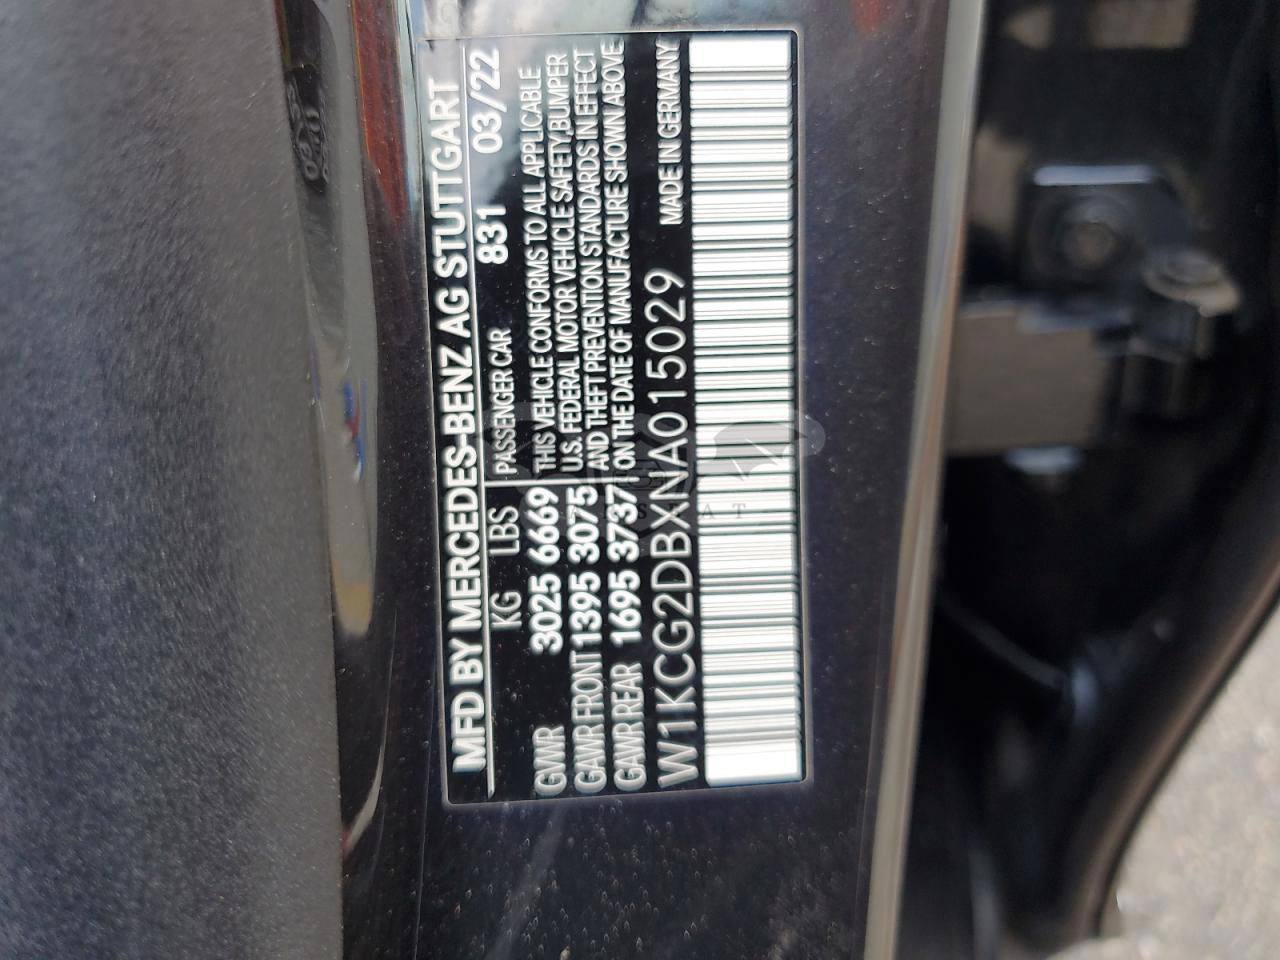 MFD BY MERCEDES-BENZ AG STUTTGART
KG LBS PASSENGER CAR 831 03/22
GVWR 3025 6669 THIS VEHICLE CONFORMS TO ALL APPLICABLE
GAWR FRONT 1395 3075 U.S. FEDERAL MOTOR VEHICLE SAFETY,BUMPER
GAWR REAR 1695 3737 AND THEFT PREVENTION STANDARDS IN EFFECT
ON THE DATE OF MANUFACTURE SHOWN ABOVE
W1KCG2DBXNA015029 MADE IN GERMANY